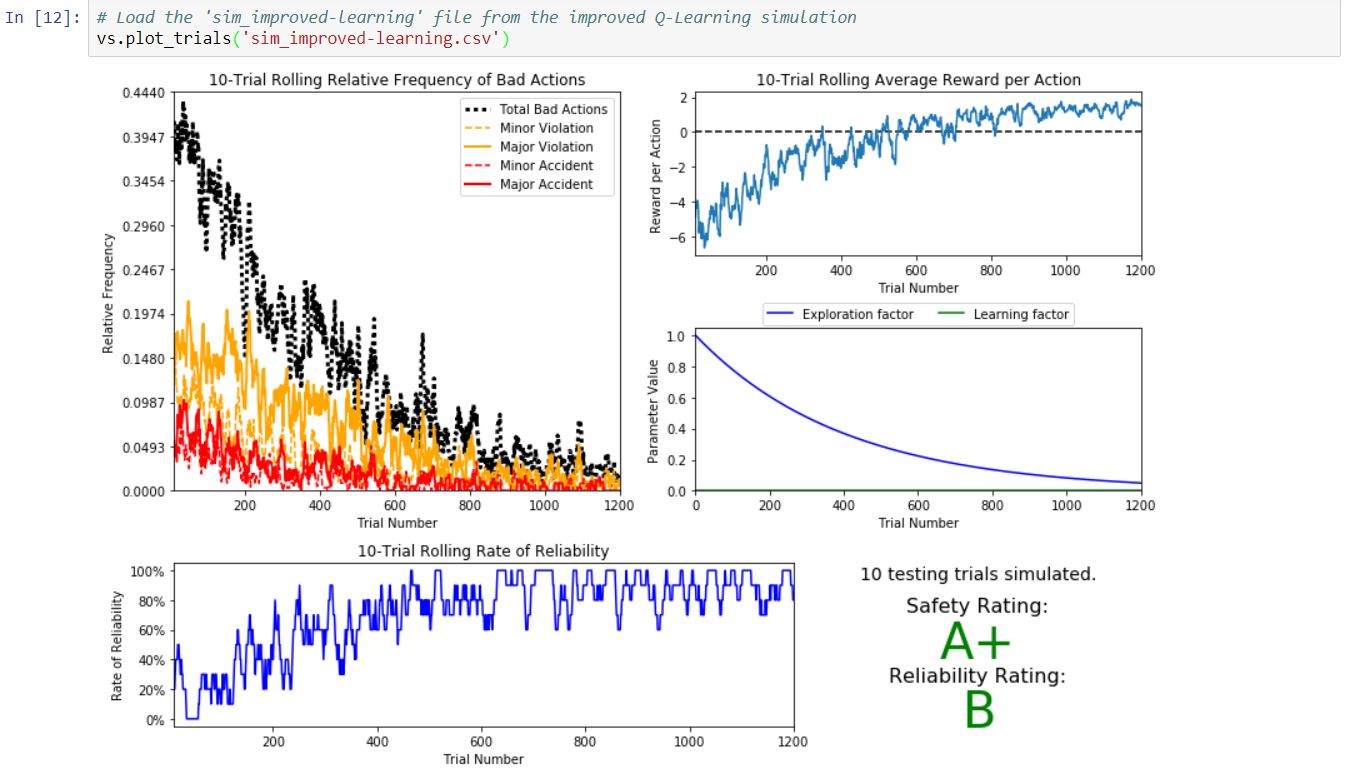 In [12]: # Load the 'sim_improved-learning' file from the improved Q-Learning simulation
vs.plot_trials('sim_improved-learning.csv')
10-Trial Rolling Relative Frequency of Bad Actions
0.4440
0.3947
0.3454
0.2960
0.2467
0.1974
0.1480
0.0987
0.0493
0.0000
Relative Frequency
Total Bad Actions
Minor Violation
Major Violation
Minor Accident
Major Accident
200 400 600 800 1000 1200
Trial Number
10-Trial Rolling Average Reward per Action
2
0
−2
−4
−6
Reward per Action
200 400 600 800 1000 1200
Trial Number
Exploration factor Learning factor
1.0
0.8
0.6
0.4
0.2
0.0
Parameter Value
0 200 400 600 800 1000 1200
Trial Number
10-Trial Rolling Rate of Reliability
100%
80%
60%
40%
20%
0%
Rate of Reliability
200 400 600 800 1000 1200
Trial Number
10 testing trials simulated.
Safety Rating:
A+
Reliability Rating:
B